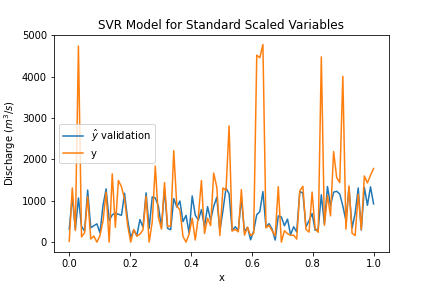 SVR Model for Standard Scaled Variables
Discharge (m³/s)
5000
4000
3000
2000
1000
0
ŷ validation
y
0.0 0.2 0.4 0.6 0.8 1.0
x